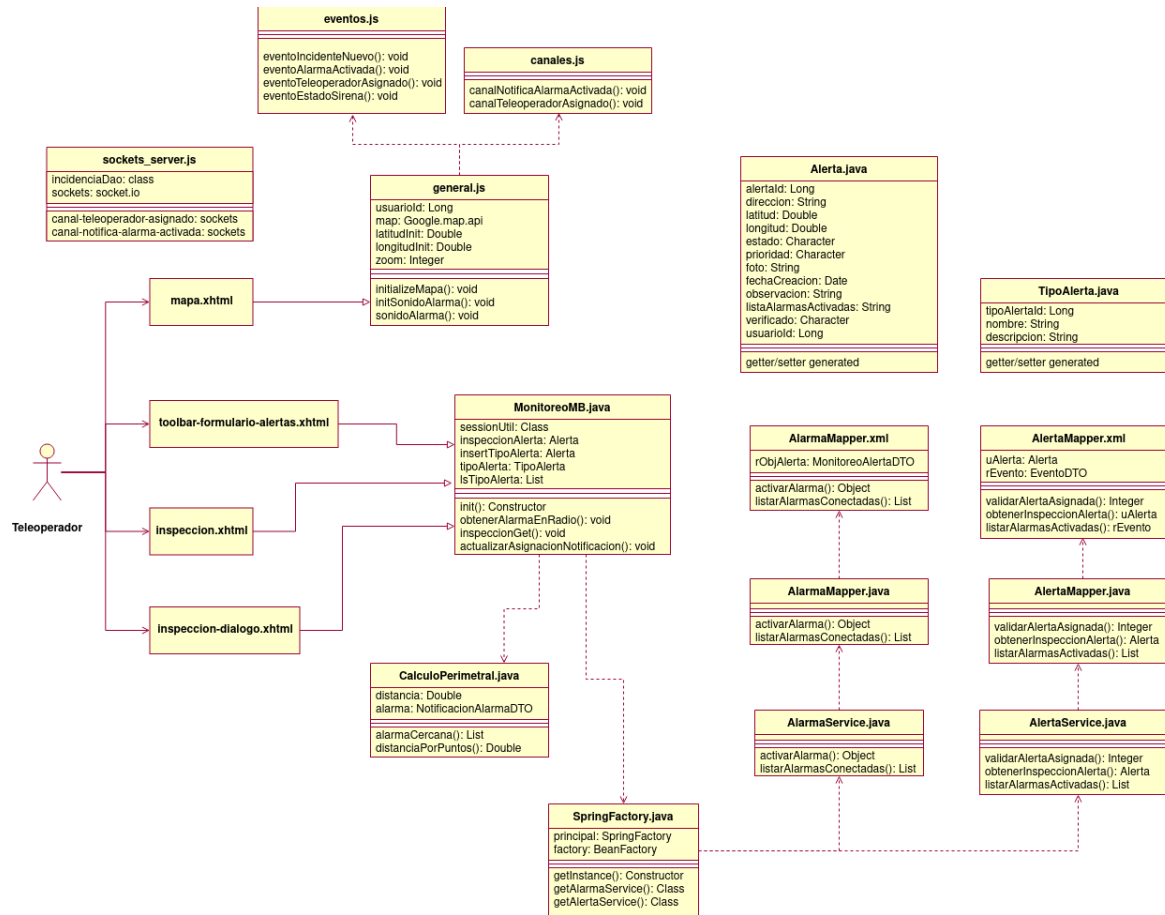 eventos.js
eventoIncidenteNuevo(): void
eventoAlarmaActivada(): void
eventoTeleoperadorAsignado(): void
eventoEstadoSirena(): void
canales.js
canalNotificaAlarmaActivada(): void
canalTeleoperadorAsignado(): void
sockets_server.js
incidenciaDao: class
sockets: socket.io
canal-teleoperador-asignado: sockets
canal-notifica-alarma-activada: sockets
general.js
usuarioId: Long
map: Google.map.api
latitudInit: Double
longitudInit: Double
zoom: Integer
initializeMapa(): void
initSonidoAlarma(): void
sonidoAlarma(): void
Alerta.java
alertaId: Long
direccion: String
latitud: Double
longitud: Double
estado: Character
prioridad: Character
foto: String
fechaCreacion: Date
observacion: String
listaAlarmasActivadas: String
verificado: Character
usuarioId: Long
getter/setter generated
TipoAlerta.java
tipoAlertaId: Long
nombre: String
descripcion: String
getter/setter generated
mapa.xhtml
toolbar-formulario-alertas.xhtml
inspeccion.xhtml
inspeccion-dialogo.xhtml
Teleoperador
MonitoreoMB.java
sessionUtil: Class
inspeccionAlerta: Alerta
insertTipoAlerta: Alerta
tipoAlerta: TipoAlerta
lsTipoAlerta: List
init(): Constructor
obtenerAlarmaEnRadio(): void
inspeccionGet(): void
actualizarAsignacionNotificacion(): void
AlarmaMapper.xml
rObjAlerta: MonitoreoAlertaDTO
activarAlarma(): Object
listarAlarmasConectadas(): List
AlertaMapper.xml
uAlerta: Alerta
rEvento: EventoDTO
validarAlertaAsignada(): Integer
obtenerInspeccionAlerta(): uAlerta
listarAlarmasActivadas(): rEvento
AlarmaMapper.java
activarAlarma(): Object
listarAlarmasConectadas(): List
AlertaMapper.java
validarAlertaAsignada(): Integer
obtenerInspeccionAlerta(): Alerta
listarAlarmasActivadas(): List
CalculoPerimetral.java
distancia: Double
alarma: NotificacionAlarmaDTO
alarmaCercana(): List
distanciaPorPuntos(): Double
AlarmaService.java
activarAlarma(): Object
listarAlarmasConectadas(): List
AlertaService.java
validarAlertaAsignada(): Integer
obtenerInspeccionAlerta(): Alerta
listarAlarmasActivadas(): List
SpringFactory.java
principal: SpringFactory
factory: BeanFactory
getInstance(): Constructor
getAlarmaService(): Class
getAlertaService(): Class